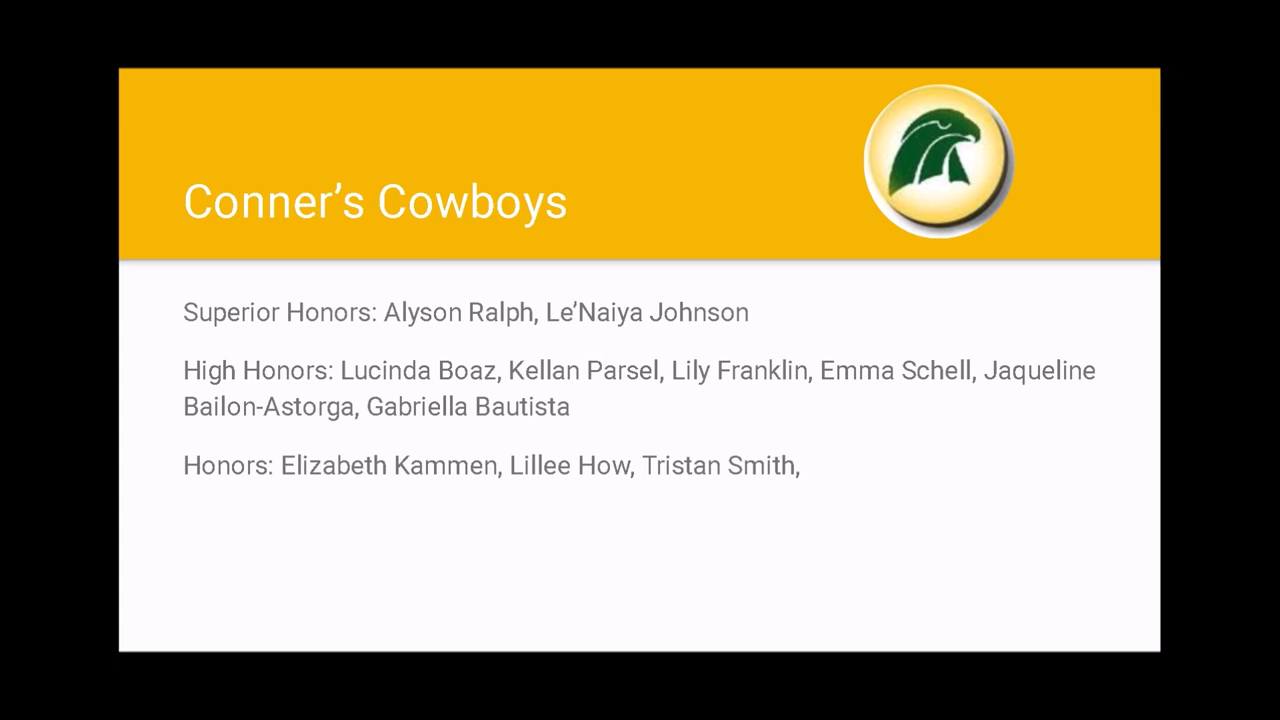 Conner’s Cowboys
Superior Honors: Alyson Ralph, Le’Naiya Johnson
High Honors: Lucinda Boaz, Kellan Parsel, Lily Franklin, Emma Schell, Jaqueline
Bailon-Astorga, Gabriella Bautista
Honors: Elizabeth Kammen, Lillee How, Tristan Smith,